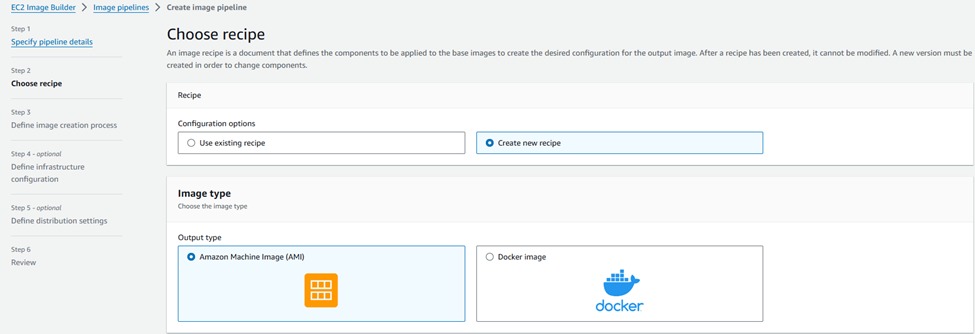 EC2 Image Builder > Image pipelines > Create image pipeline
Step 1
Specify pipeline details
Step 2
Choose recipe
Step 3
Define image creation process
Step 4 - optional
Define infrastructure
configuration
Step 5 - optional
Define distribution settings
Step 6
Review
Choose recipe
An image recipe is a document that defines the components to be applied to the base images to create the desired configuration for the output image. After a recipe has been created, it cannot be modified. A new version must be
created in order to change components.
Recipe
Configuration options
Use existing recipe
Create new recipe
Image type
Choose the image type
Output type
Amazon Machine Image (AMI)
Docker image
docker